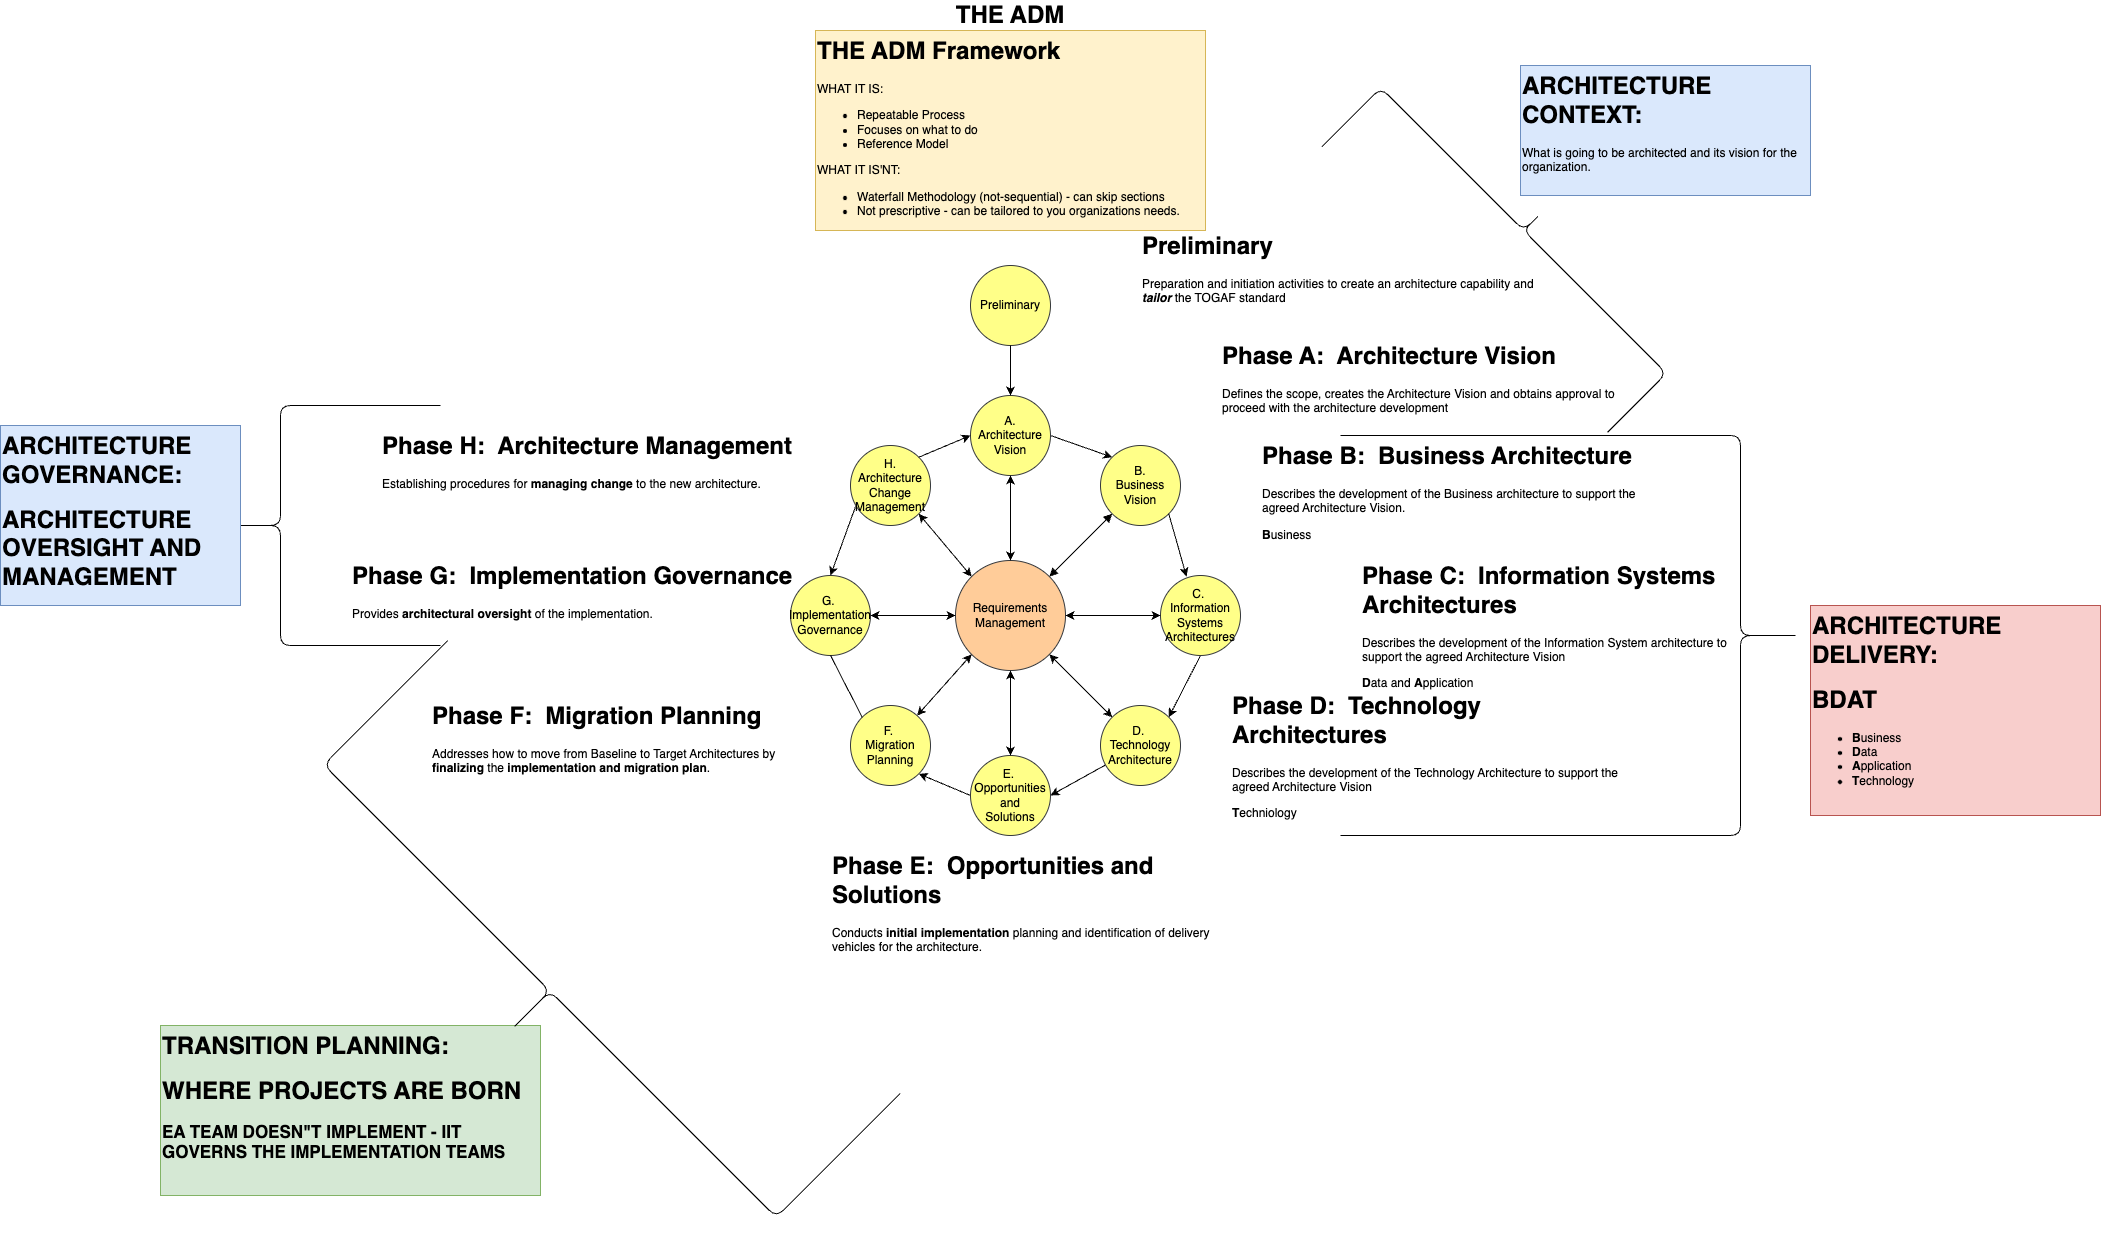 THE ADM
THE ADM Framework
WHAT IT IS:
• Repeatable Process
• Focuses on what to do
• Reference Model
WHAT IT IS'NT:
• Waterfall Methodology (not-sequential) - can skip sections
• Not prescriptive - can be tailored to you organizations needs.
ARCHITECTURE
CONTEXT:
What is going to be architected and its vision for the
organization.
Preliminary
Preparation and initiation activities to create an architecture capability and
tailor the TOGAF standard
Phase A:  Architecture Vision
Defines the scope, creates the Architecture Vision and obtains approval to
proceed with the architecture development
Phase B:  Business Architecture
Describes the development of the Business architecture to support the
agreed Architecture Vision.
Business
Phase C:  Information Systems
Architectures
Describes the development of the Information System architecture to
support the agreed Architecture Vision
Data and Application
Phase D:  Technology
Architectures
Describes the development of the Technology Architecture to support the
agreed Architecture Vision
Techniology
ARCHITECTURE
DELIVERY:
BDAT
• Business
• Data
• Application
• Technology
Preliminary
A.
Architecture
Vision
B.
Business
Vision
C.
Information
Systems
Architectures
D.
Technology
Architecture
E.
Opportunities
and
Solutions
F.
Migration
Planning
G.
Implementation
Governance
H.
Architecture
Change
Management
Requirements
Management
Phase E:  Opportunities and
Solutions
Conducts initial implementation planning and identification of delivery
vehicles for the architecture.
Phase F:  Migration Planning
Addresses how to move from Baseline to Target Architectures by
finalizing the implementation and migration plan.
Phase G:  Implementation Governance
Provides architectural oversight of the implementation.
Phase H:  Architecture Management
Establishing procedures for managing change to the new architecture.
ARCHITECTURE
GOVERNANCE:
ARCHITECTURE
OVERSIGHT AND
MANAGEMENT
TRANSITION PLANNING:
WHERE PROJECTS ARE BORN
EA TEAM DOESN"T IMPLEMENT - IIT
GOVERNS THE IMPLEMENTATION TEAMS